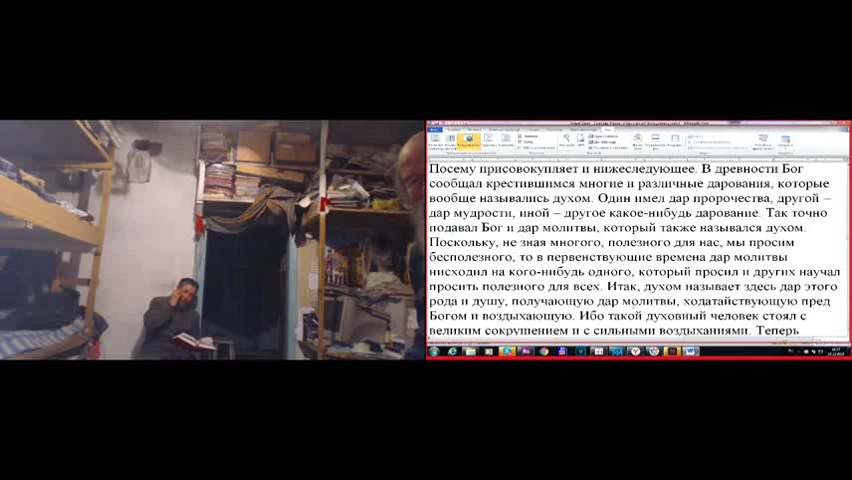 Посему присовокупляет и нижеследующее. В древности Бог
сообщал крестившимся многие и различные дарования, которые
вообще назывались духом. Один имел дар пророчества, другой –
дар мудрости, иной – другое какое-нибудь дарование. Так точно
подавал Бог и дар молитвы, который также назывался духом.
Поскольку, не зная многого, полезного для нас, мы просим
бесполезного, то в первенствующие времена дар молитвы
нисходил на кого-нибудь одного, который просил и других научал
просить полезного для всех. Итак, духом называет здесь дар этого
рода и душу, получающую дар молитвы, ходатайствующую пред
Богом и воздыхающую. Ибо такой духовный человек стоял с
великим сокрушением и с сильными воздыханиями. Теперь